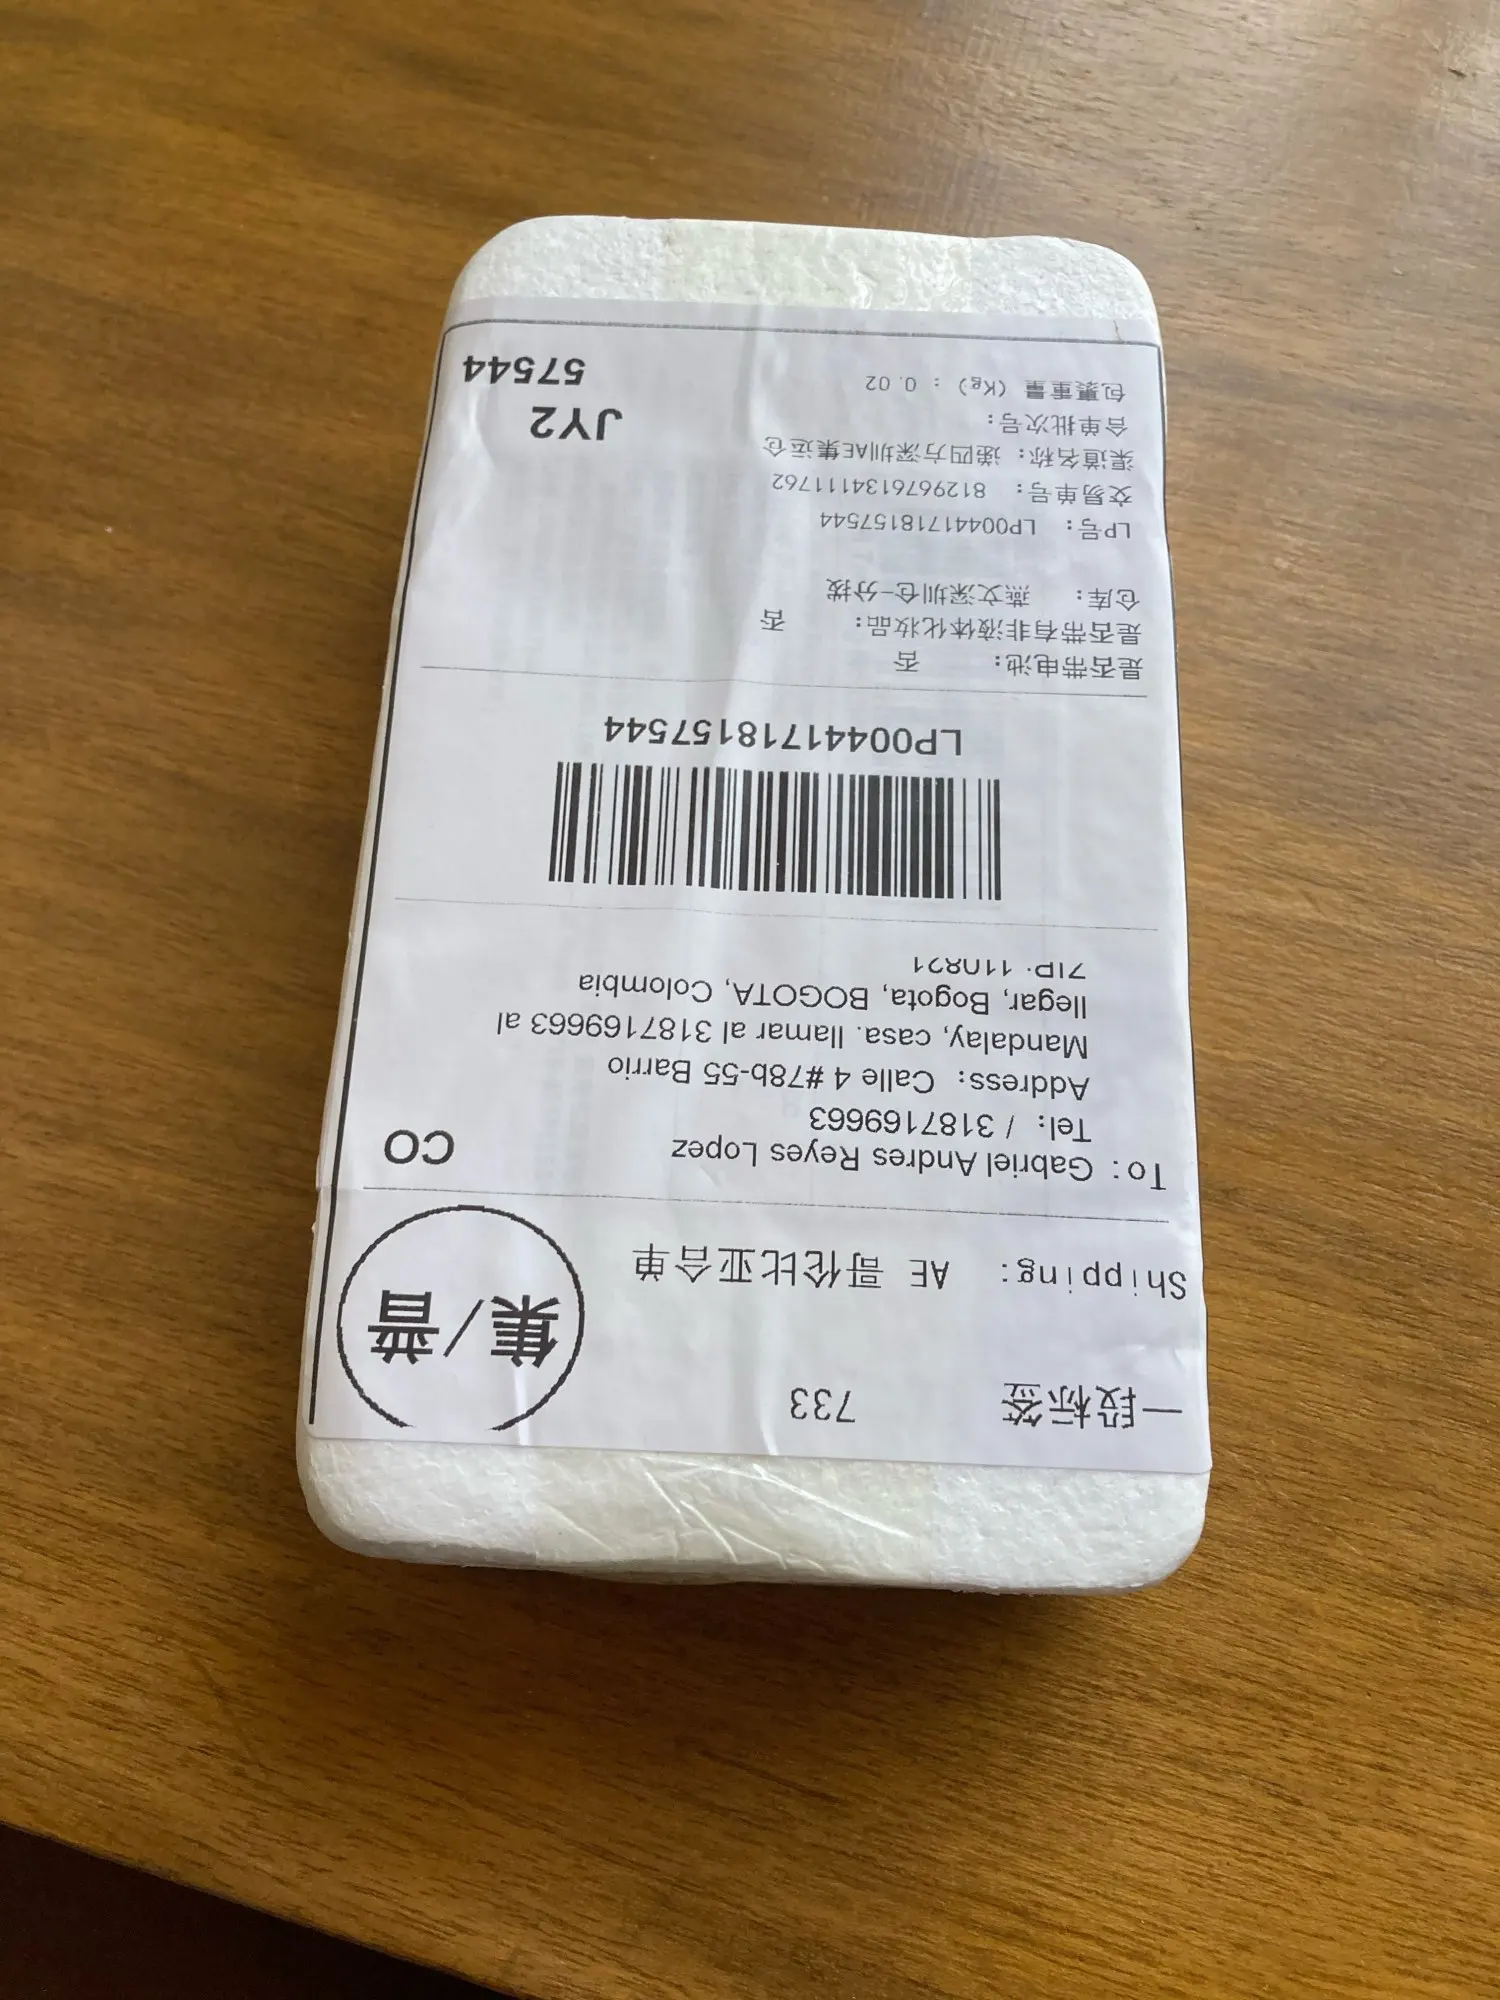 一段标签 733
集/普
Shipping: AE 哥伦比亚合单
To: Gabriel Andres Reyes Lopez
CO
Tel: / 3187169663
Address: Calle 4 #78b-55 Barrio
Mandalay, casa. llamar al 3187169663 al
llegar, Bogota, BOGOTA, Colombia
ZIP: 110821
LP00441718157544
是否带电池: 否
是否带有非液体化妆品: 否
仓库: 燕文深圳仓-分拨
LP号: LP00441718157544
交易单号: 8129676134111762
渠道名称: 递四方深圳AE集运仓
合单批次号:
包裹重量 (Kg) : 0.02
JY2
57544